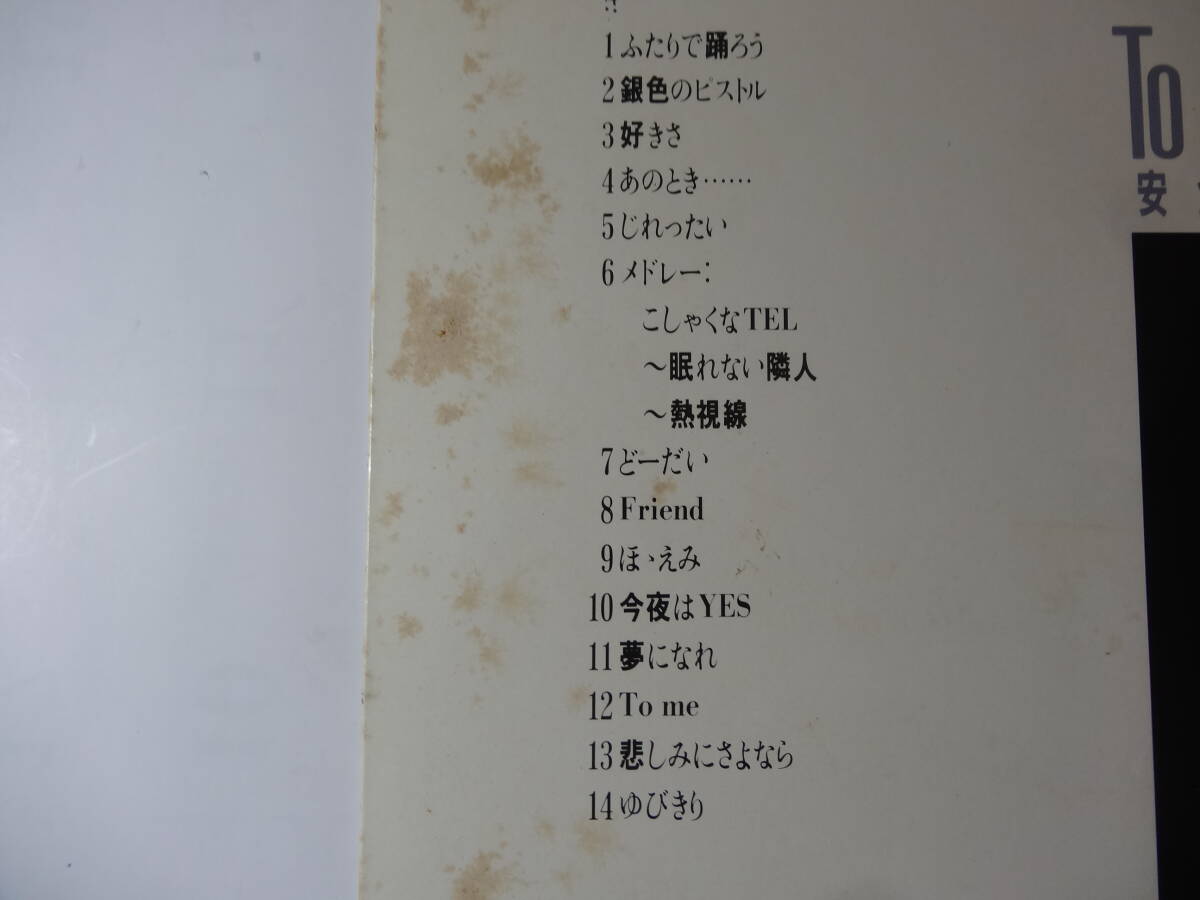 1 ふたりで踊ろう
2 銀色のピストル
3 好きさ
4 あのとき……
5 じれったい
6 メドレー：
こしゃくなTEL
〜眠れない隣人
〜熱視線
7 どーだい
8 Friend
9 ほゝえみ
10 今夜はYES
11 夢になれ
12 To me
13 悲しみにさよなら
14 ゆびきり
To
安